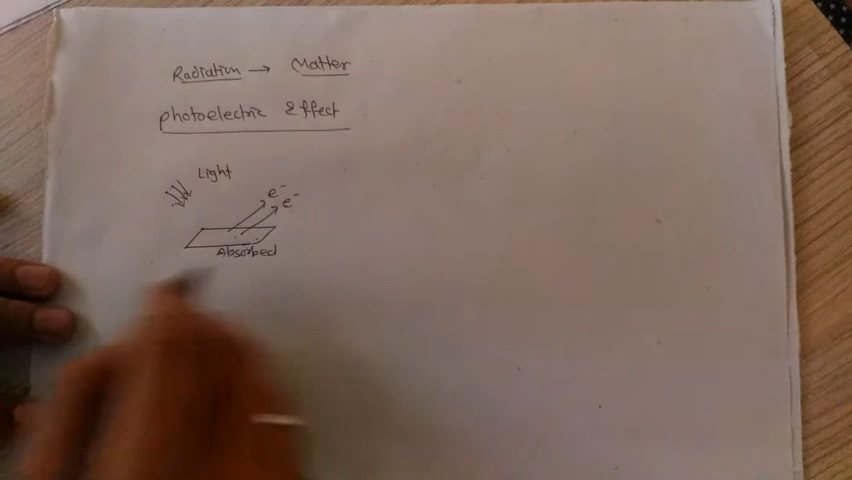 Radiation → Matter
photoelectric Effect
Light
e⁻
e⁻
Absorbed